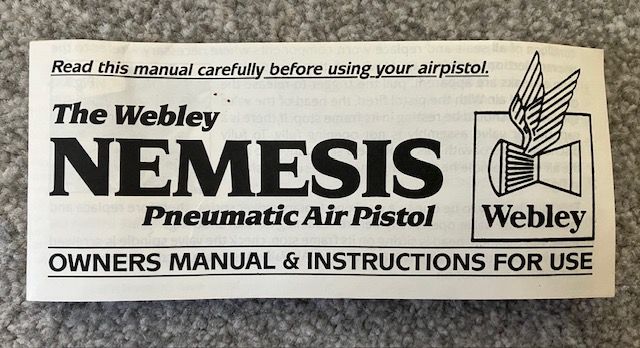 Read this manual carefully before using your airpistol.
The Webley
NEMESIS
Pneumatic Air Pistol
Webley
OWNERS MANUAL & INSTRUCTIONS FOR USE